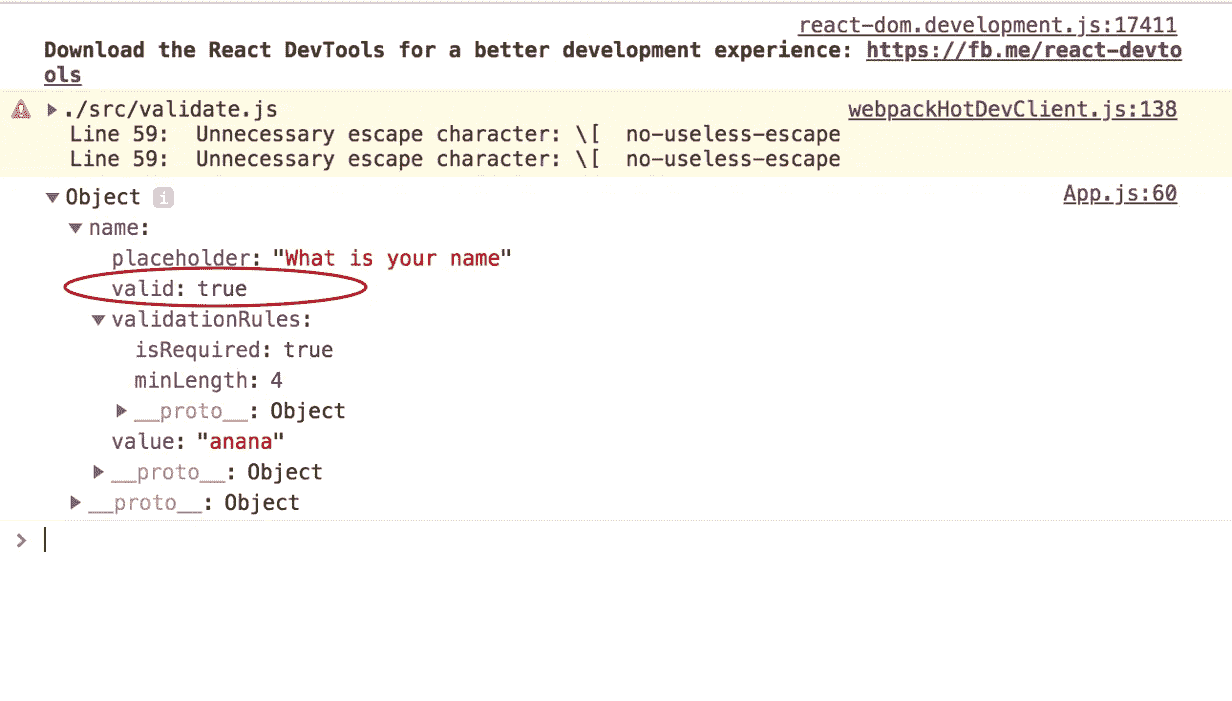 react-dom.development.js:17411
Download the React DevTools for a better development experience: https://fb.me/react-devto
ols
./src/validate.js webpackHotDevClient.js:138
Line 59:  Unnecessary escape character: \[  no-useless-escape
Line 59:  Unnecessary escape character: \[  no-useless-escape
Object i App.js:60
name:
placeholder: "What is your name"
valid: true
validationRules:
isRequired: true
minLength: 4
__proto__: Object
value: "anana"
__proto__: Object
__proto__: Object
>